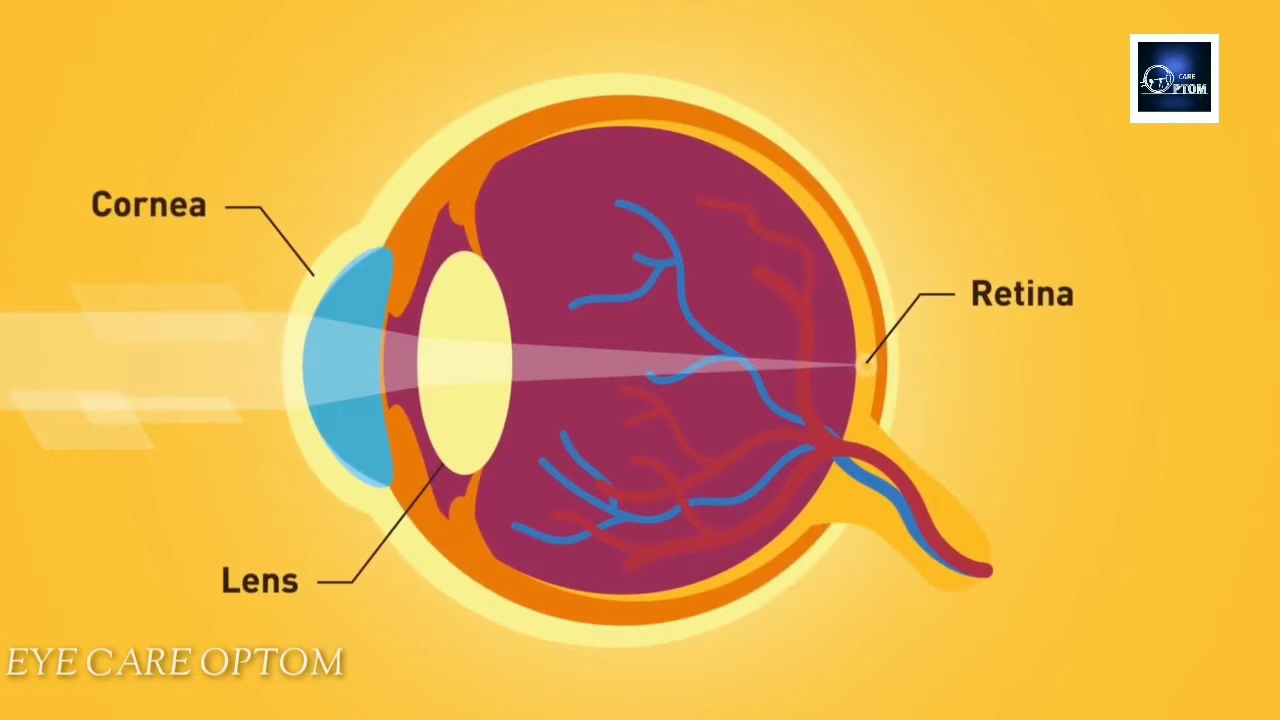 CARE
PTOM
Cornea
Retina
Lens
EYE CARE OPTOM